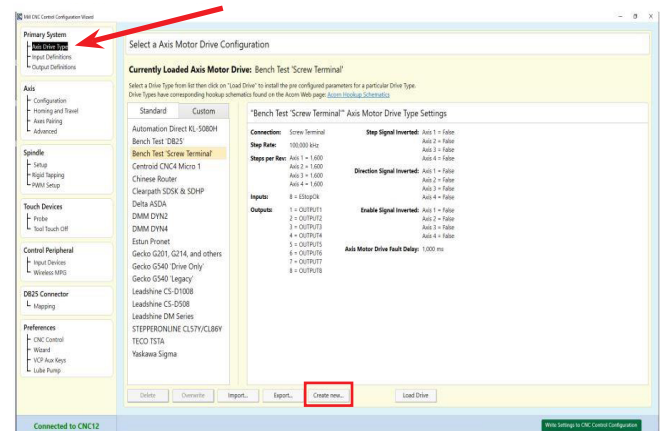 NW CNC Control Configuration Wizard
Primary System
Axis Drive Type
Input Definitions
Output Definitions
Axis
Configuration
Homing and Travel
Axes Pairing
Advanced
Spindle
Setup
Rigid Tapping
PWM Setup
Touch Devices
Probe
Tool Touch Off
Control Peripheral
Input Devices
Wireless MPG
DB25 Connector
Mapping
Preferences
CNC Control
Wizard
VCP Aux Keys
Lube Pump
Connected to CNC12
Select a Axis Motor Drive Configuration
Currently Loaded Axis Motor Drive: Bench Test 'Screw Terminal'
Select a Drive Type from list then click on "Load Drive" to install the pre configured parameters for a particular Drive Type.
Drive Types have corresponding hookup schematics found on the Acorn Web page: Acorn Hookup Schematics
Standard Custom
Automation Direct KL-5080H
Bench Test 'DB25'
Bench Test 'Screw Terminal'
Centroid CNC4 Micro 1
Chinese Router
Clearpath SDSK & SDHP
Delta ASDA
DMM DYN2
DMM DYN4
Estun Pronet
Gecko G201, G214, and others
Gecko G540 'Drive Only'
Gecko G540 'Legacy'
Leadshine CS-D1008
Leadshine CS-D508
Leadshine DM Series
STEPPERONLINE CL57Y/CL86Y
TECO TSTA
Yaskawa Sigma
"Bench Test 'Screw Terminal'" Axis Motor Drive Type Settings
Connection: Screw Terminal
Step Rate: 100,000 kHz
Steps per Rev: Axis 1 = 1,600
Axis 2 = 1,600
Axis 3 = 1,600
Axis 4 = 1,600
Inputs: 8 = EStopOk
Outputs: 1 = OUTPUT1
2 = OUTPUT2
3 = OUTPUT3
4 = OUTPUT4
5 = OUTPUT5
6 = OUTPUT6
7 = OUTPUT7
8 = OUTPUT8
Step Signal Inverted: Axis 1 = False
Axis 2 = False
Axis 3 = False
Axis 4 = False
Direction Signal Inverted: Axis 1 = False
Axis 2 = False
Axis 3 = False
Axis 4 = False
Enable Signal Inverted: Axis 1 = False
Axis 2 = False
Axis 3 = False
Axis 4 = False
Axis Motor Drive Fault Delay: 1,000 ms
Delete Overwrite Import... Export... Create new... Load Drive
Write Settings to CNC Control Configuration